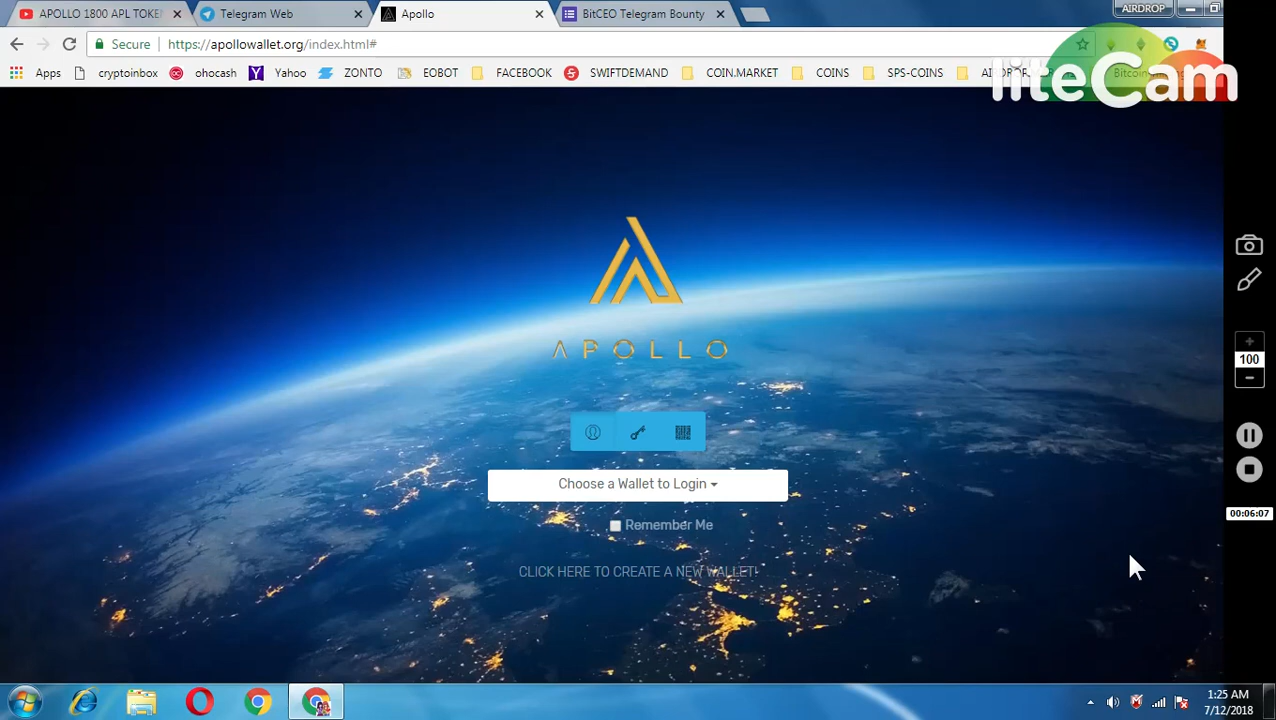 APOLLO 1800 APL TOKEN
Telegram Web
Apollo
BitCEO Telegram Bounty
AIRDROP
Secure
https://apollowallet.org/index.html#
Apps
cryptoinbox
ohocash
Yahoo
ZONTO
EOBOT
FACEBOOK
SWIFTDEMAND
COIN.MARKET
COINS
SPS-COINS
liteCam
APOLLO
100
Choose a Wallet to Login
Remember Me
CLICK HERE TO CREATE A NEW WALLET!
00:06:07
1:25 AM
7/12/2018